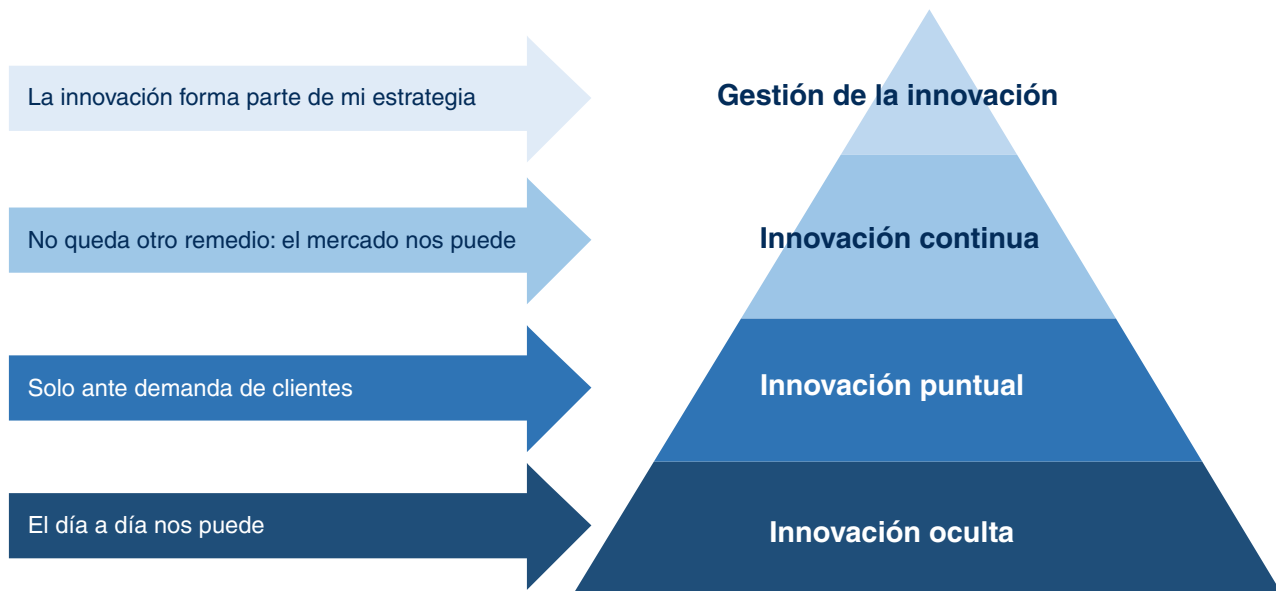 La innovación forma parte de mi estrategia
Gestión de la innovación
No queda otro remedio: el mercado nos puede
Innovación continua
Solo ante demanda de clientes
Innovación puntual
El día a día nos puede
Innovación oculta